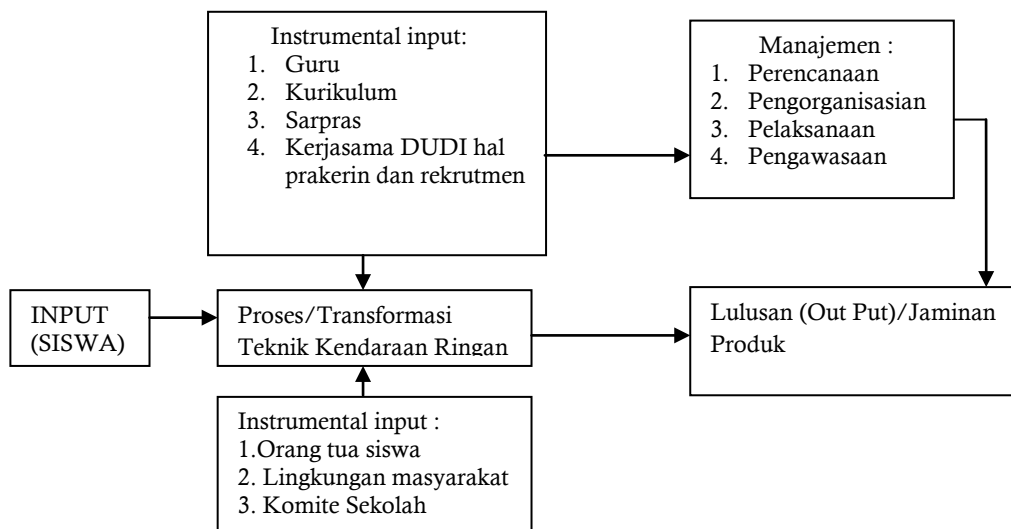 Instrumental input:
1. Guru
2. Kurikulum
3. Sarpras
4. Kerjasama DUDI hal
prakerin dan rekrutmen
Manajemen :
1. Perencanaan
2. Pengorganisasian
3. Pelaksanaan
4. Pengawasaan
INPUT
(SISWA)
Proses/Transformasi
Teknik Kendaraan Ringan
Lulusan (Out Put)/Jaminan
Produk
Instrumental input :
1.Orang tua siswa
2. Lingkungan masyarakat
3. Komite Sekolah